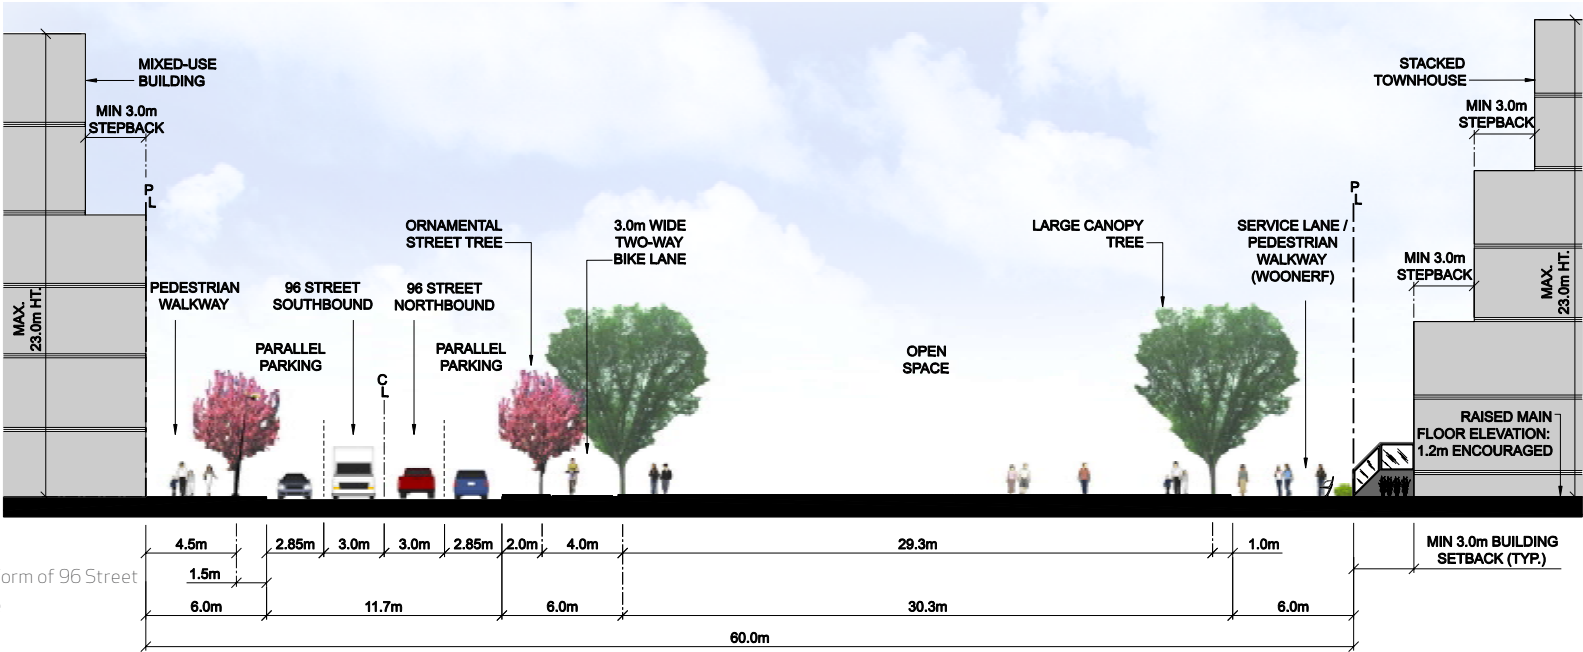 MIXED-USE
BUILDING
MIN 3.0m
STEPBACK
P
L
MAX.
23.0m HT.
PEDESTRIAN
WALKWAY
96 STREET
SOUTHBOUND
96 STREET
NORTHBOUND
PARALLEL
PARKING
PARALLEL
PARKING
C
L
ORNAMENTAL
STREET TREE
3.0m WIDE
TWO-WAY
BIKE LANE
OPEN
SPACE
LARGE CANOPY
TREE
SERVICE LANE /
PEDESTRIAN
WALKWAY
(WOONERF)
P
L
STACKED
TOWNHOUSE
MIN 3.0m
STEPBACK
MIN 3.0m
STEPBACK
MAX.
23.0m HT.
RAISED MAIN
FLOOR ELEVATION:
1.2m ENCOURAGED
4.5m
2.85m
3.0m
3.0m
2.85m
2.0m
4.0m
29.3m
1.0m
MIN 3.0m BUILDING
SETBACK (TYP.)
1.5m
orm of 96 Street
6.0m
11.7m
6.0m
30.3m
6.0m
60.0m